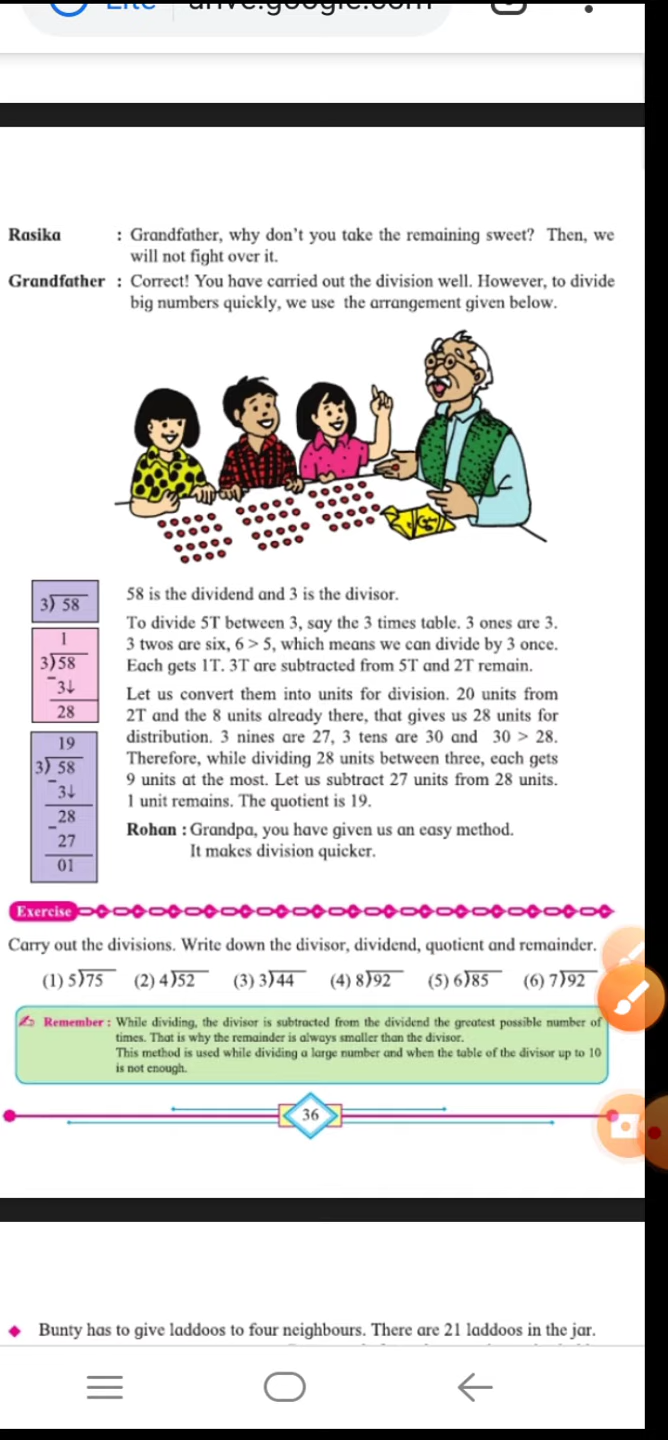 Rasika : Grandfather, why don't you take the remaining sweet? Then, we
will not fight over it.
Grandfather : Correct! You have carried out the division well. However, to divide
big numbers quickly, we use the arrangement given below.
3) 58
58 is the dividend and 3 is the divisor.
To divide 5T between 3, say the 3 times table. 3 ones are 3.
3 twos are six, 6 > 5, which means we can divide by 3 once.
Each gets 1T. 3T are subtracted from 5T and 2T remain.
1
3)58
-3↓
28
Let us convert them into units for division. 20 units from
2T and the 8 units already there, that gives us 28 units for
distribution. 3 nines are 27, 3 tens are 30 and 30 > 28.
Therefore, while dividing 28 units between three, each gets
9 units at the most. Let us subtract 27 units from 28 units.
1 unit remains. The quotient is 19.
19
3) 58
-3↓
28
-27
01
Rohan : Grandpa, you have given us an easy method.
It makes division quicker.
Exercise
Carry out the divisions. Write down the divisor, dividend, quotient and remainder.
(1) 5)75 (2) 4)52 (3) 3)44 (4) 8)92 (5) 6)85 (6) 7)92
Remember : While dividing, the divisor is subtracted from the dividend the greatest possible number of
times. That is why the remainder is always smaller than the divisor.
This method is used while dividing a large number and when the table of the divisor up to 10
is not enough.
36
Bunty has to give laddoos to four neighbours. There are 21 laddoos in the jar.